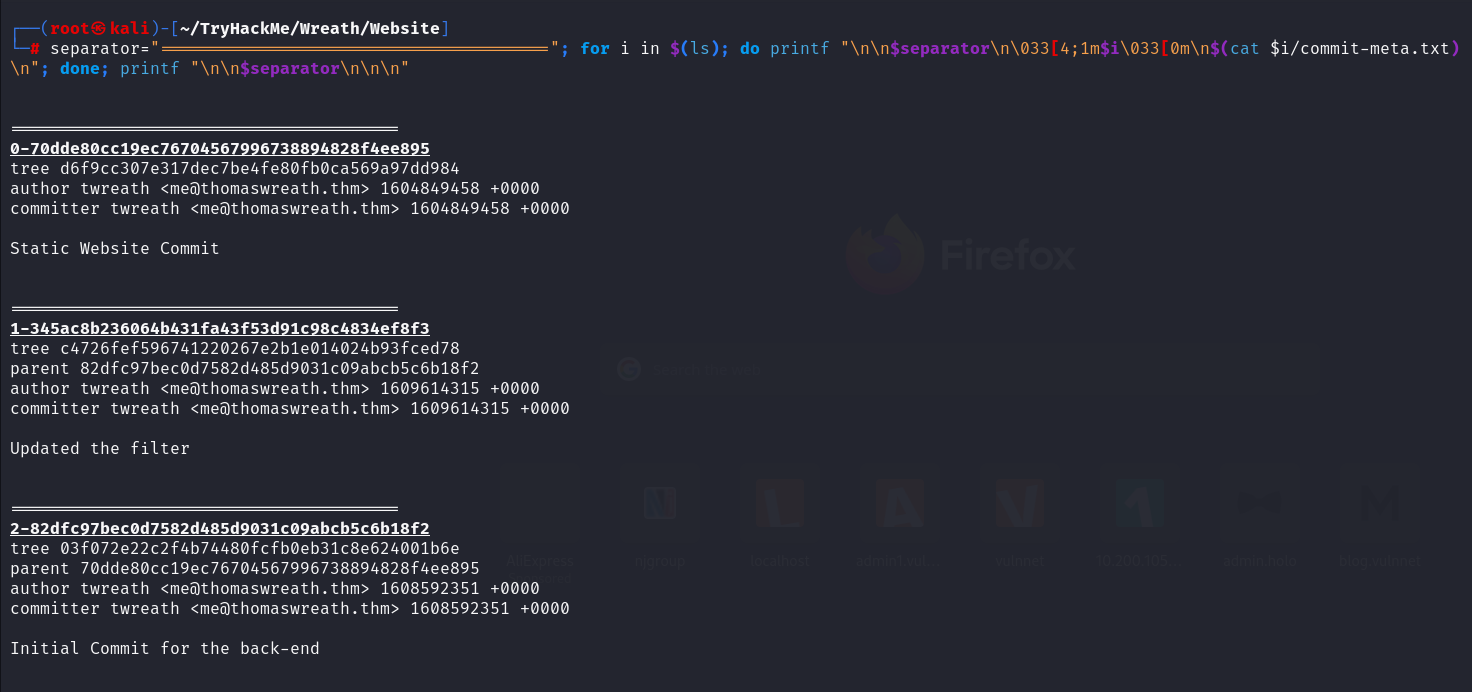 ┌──(root㉿kali)-[~/TryHackMe/Wreath/Website]
└─# separator="======================================="; for i in $(ls); do printf "\n\n$separator\n\033[4;1m$i\033[0m\n$(cat $i/commit-meta.txt)
\n"; done; printf "\n\n$separator\n\n\n"
=======================================
0-70dde80cc19ec76704567996738894828f4ee895
tree d6f9cc307e317dec7be4fe80fb0ca569a97dd984
author twreath <me@thomaswreath.thm> 1604849458 +0000
committer twreath <me@thomaswreath.thm> 1604849458 +0000
Static Website Commit
=======================================
1-345ac8b236064b431fa43f53d91c98c4834ef8f3
tree c4726fef596741220267e2b1e014024b93fced78
parent 82dfc97bec0d7582d485d9031c09abcb5c6b18f2
author twreath <me@thomaswreath.thm> 1609614315 +0000
committer twreath <me@thomaswreath.thm> 1609614315 +0000
Updated the filter
=======================================
2-82dfc97bec0d7582d485d9031c09abcb5c6b18f2
tree 03f072e22c2f4b74480fcfb0eb31c8e624001b6e
parent 70dde80cc19ec76704567996738894828f4ee895
author twreath <me@thomaswreath.thm> 1608592351 +0000
committer twreath <me@thomaswreath.thm> 1608592351 +0000
Initial Commit for the back-end
Firefox
AliExpress
localhost